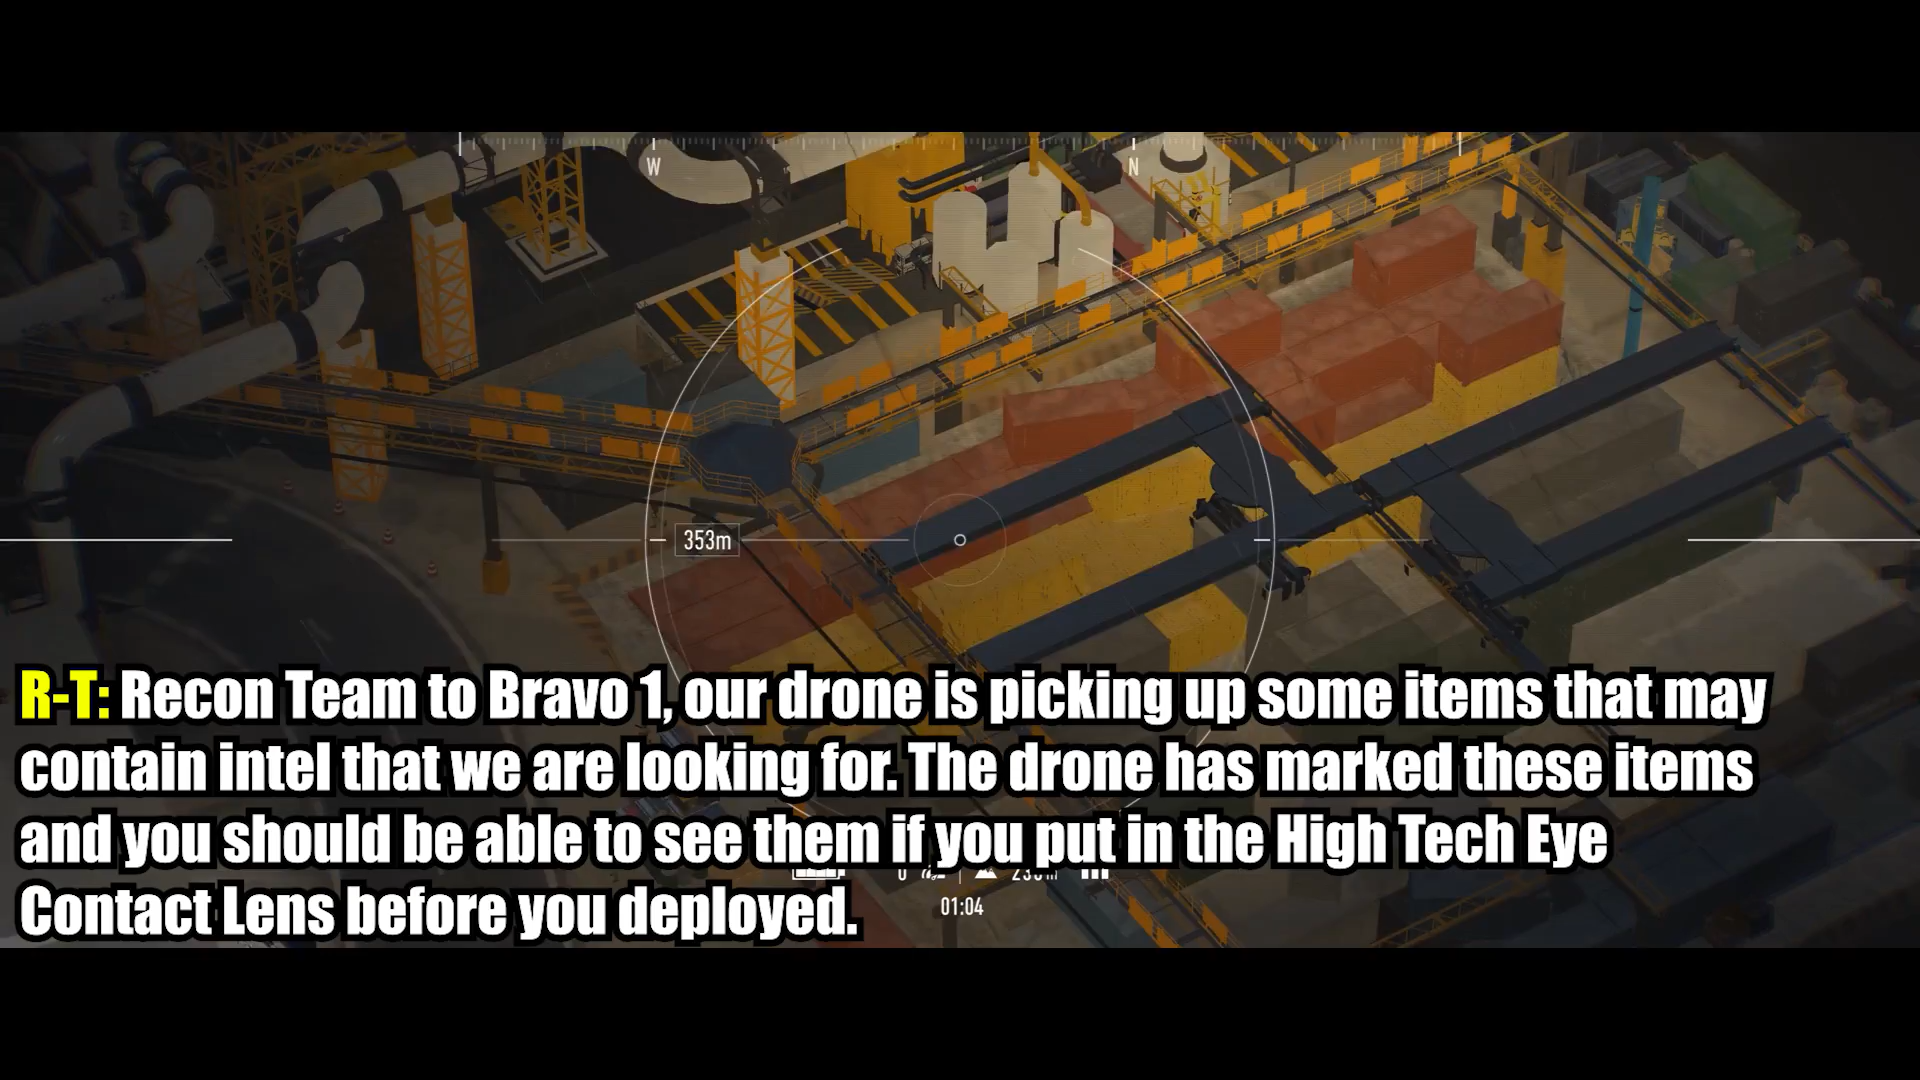 W
N
353m
R-T: Recon Team to Bravo 1, our drone is picking up some items that may
contain intel that we are looking for. The drone has marked these items
and you should be able to see them if you put in the High Tech Eye
Contact Lens before you deployed.
01:04